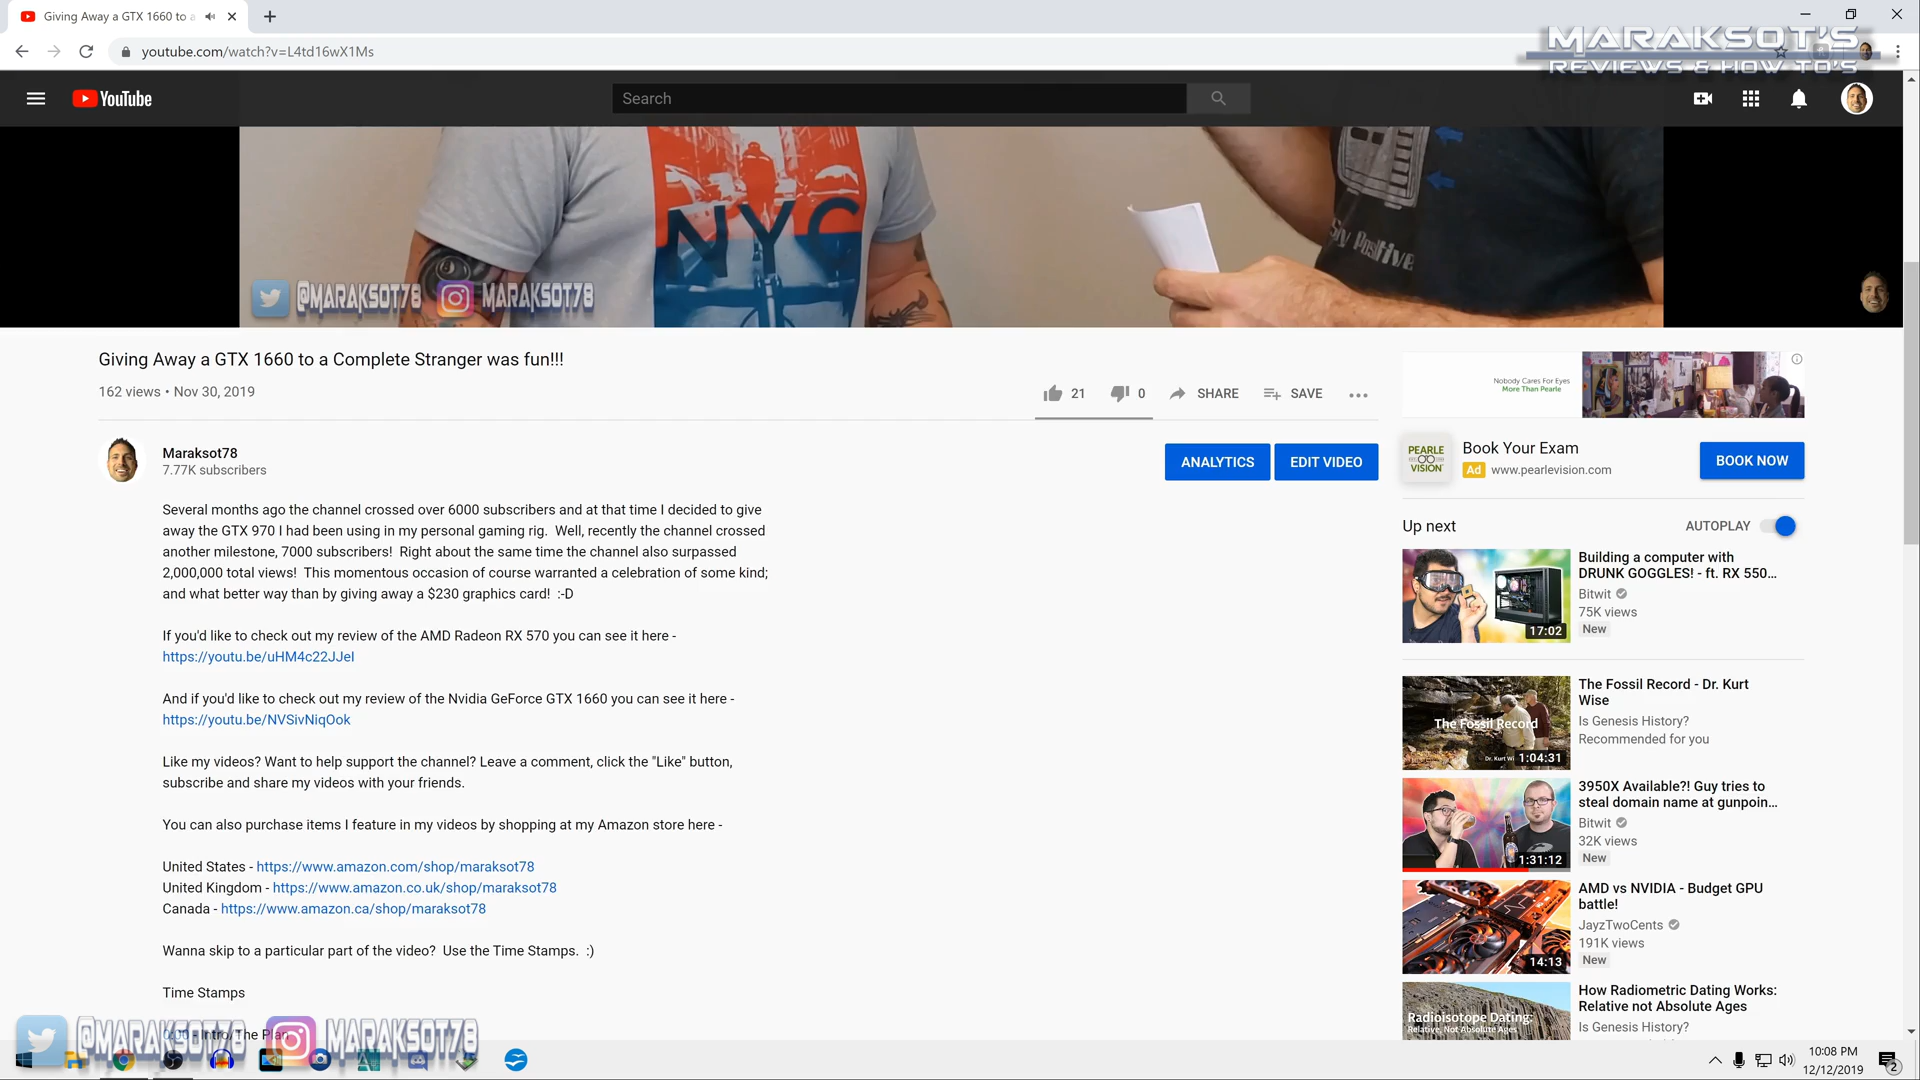 Giving Away a GTX 1660 to a
youtube.com/watch?v=L4td16wX1Ms
MARAKSOT'S
REVIEWS & HOW TO'S
YouTube
Search
NYC
@MARAKSOT78 MARAKSOT78
Giving Away a GTX 1660 to a Complete Stranger was fun!!!
162 views • Nov 30, 2019
21 0 SHARE SAVE
Maraksot78
7.77K subscribers
ANALYTICS EDIT VIDEO
Several months ago the channel crossed over 6000 subscribers and at that time I decided to give
away the GTX 970 I had been using in my personal gaming rig.  Well, recently the channel crossed
another milestone, 7000 subscribers!  Right about the same time the channel also surpassed
2,000,000 total views!  This momentous occasion of course warranted a celebration of some kind;
and what better way than by giving away a $230 graphics card!  :-D
If you'd like to check out my review of the AMD Radeon RX 570 you can see it here -
https://youtu.be/uHM4c22JJeI
And if you'd like to check out my review of the Nvidia GeForce GTX 1660 you can see it here -
https://youtu.be/NVSivNiqOok
Like my videos? Want to help support the channel? Leave a comment, click the "Like" button,
subscribe and share my videos with your friends.
You can also purchase items I feature in my videos by shopping at my Amazon store here -
United States - https://www.amazon.com/shop/maraksot78
United Kingdom - https://www.amazon.co.uk/shop/maraksot78
Canada - https://www.amazon.ca/shop/maraksot78
Wanna skip to a particular part of the video?  Use the Time Stamps.  :)
Time Stamps
0:00 - Intro/The Plan
@MARAKSOT78 MARAKSOT78
Nobody Cares For Eyes
More Than Pearle
PEARLE
VISION
Book Your Exam
Ad www.pearlevision.com
BOOK NOW
Up next AUTOPLAY
17:02
Building a computer with
DRUNK GOGGLES! - ft. RX 550...
Bitwit
75K views
New
The Fossil Record
1:04:31
The Fossil Record - Dr. Kurt
Wise
Is Genesis History?
Recommended for you
1:31:12
3950X Available?! Guy tries to
steal domain name at gunpoin...
Bitwit
32K views
New
14:13
AMD vs NVIDIA - Budget GPU
battle!
JayzTwoCents
191K views
New
Radioisotope Dating:
Relative, Not Absolute Ages
How Radiometric Dating Works:
Relative not Absolute Ages
Is Genesis History?
10:08 PM
12/12/2019
2